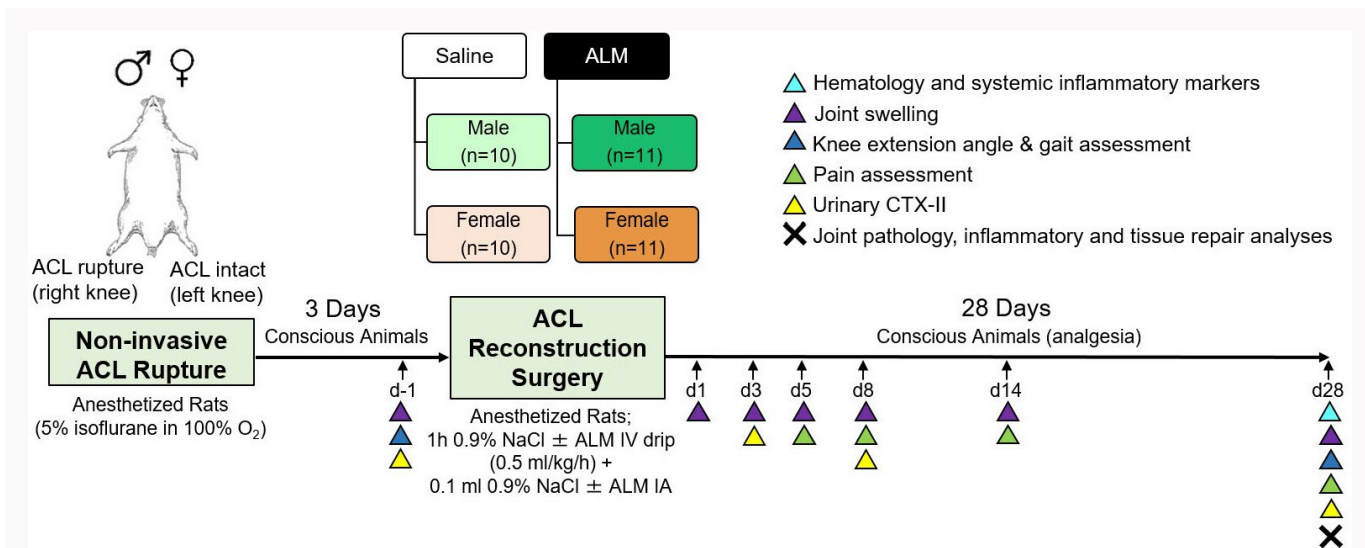 Saline
ALM
Male
(n=10)
Male
(n=11)
Female
(n=10)
Female
(n=11)
Hematology and systemic inflammatory markers
Joint swelling
Knee extension angle & gait assessment
Pain assessment
Urinary CTX-II
Joint pathology, inflammatory and tissue repair analyses
ACL rupture
(right knee)
ACL intact
(left knee)
Non-invasive
ACL Rupture
Anesthetized Rats
(5% isoflurane in 100% O₂)
3 Days
Conscious Animals
d-1
ACL
Reconstruction
Surgery
Anesthetized Rats;
1h 0.9% NaCl ± ALM IV drip
(0.5 ml/kg/h) +
0.1 ml 0.9% NaCl ± ALM IA
28 Days
Conscious Animals (analgesia)
d1
d3
d5
d8
d14
d28